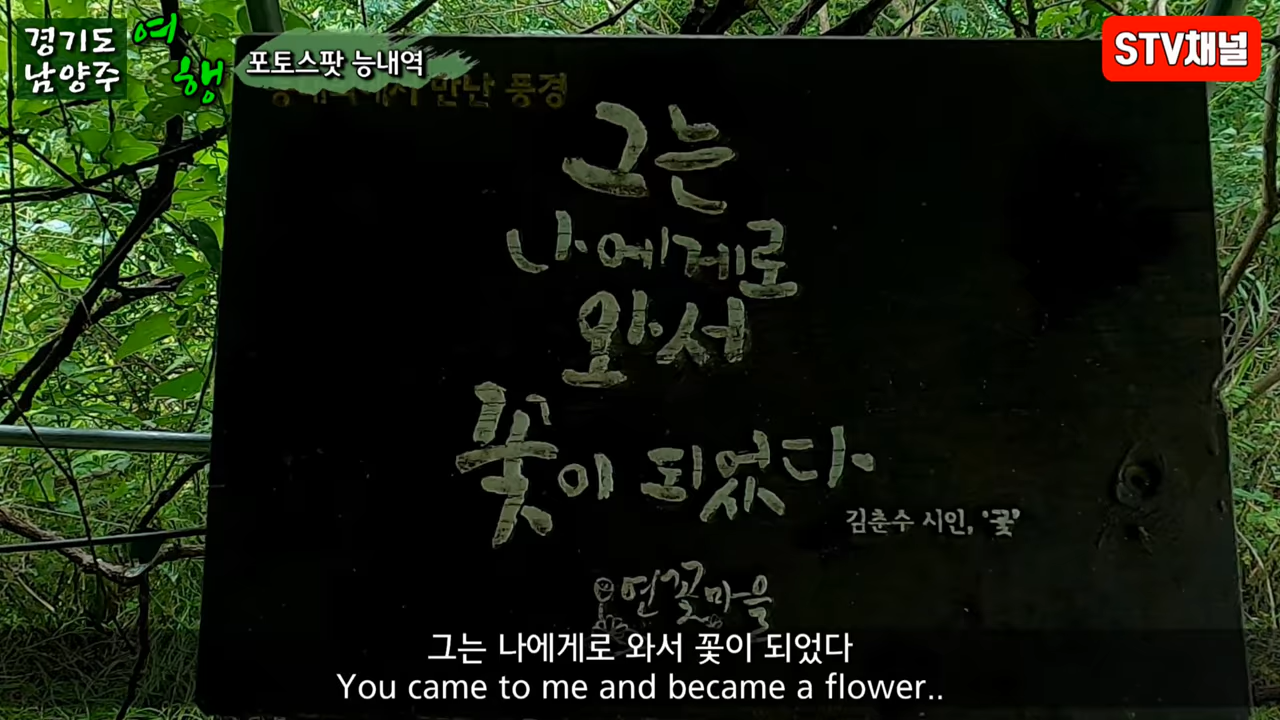 경기도 여행
남양주
포토스팟 능내역
STV채널
만난 풍경
그는
나에게로
와서
꽃이 되었다.
김춘수 시인, '꽃'
연꽃마을
그는 나에게로 와서 꽃이 되었다
You came to me and became a flower..